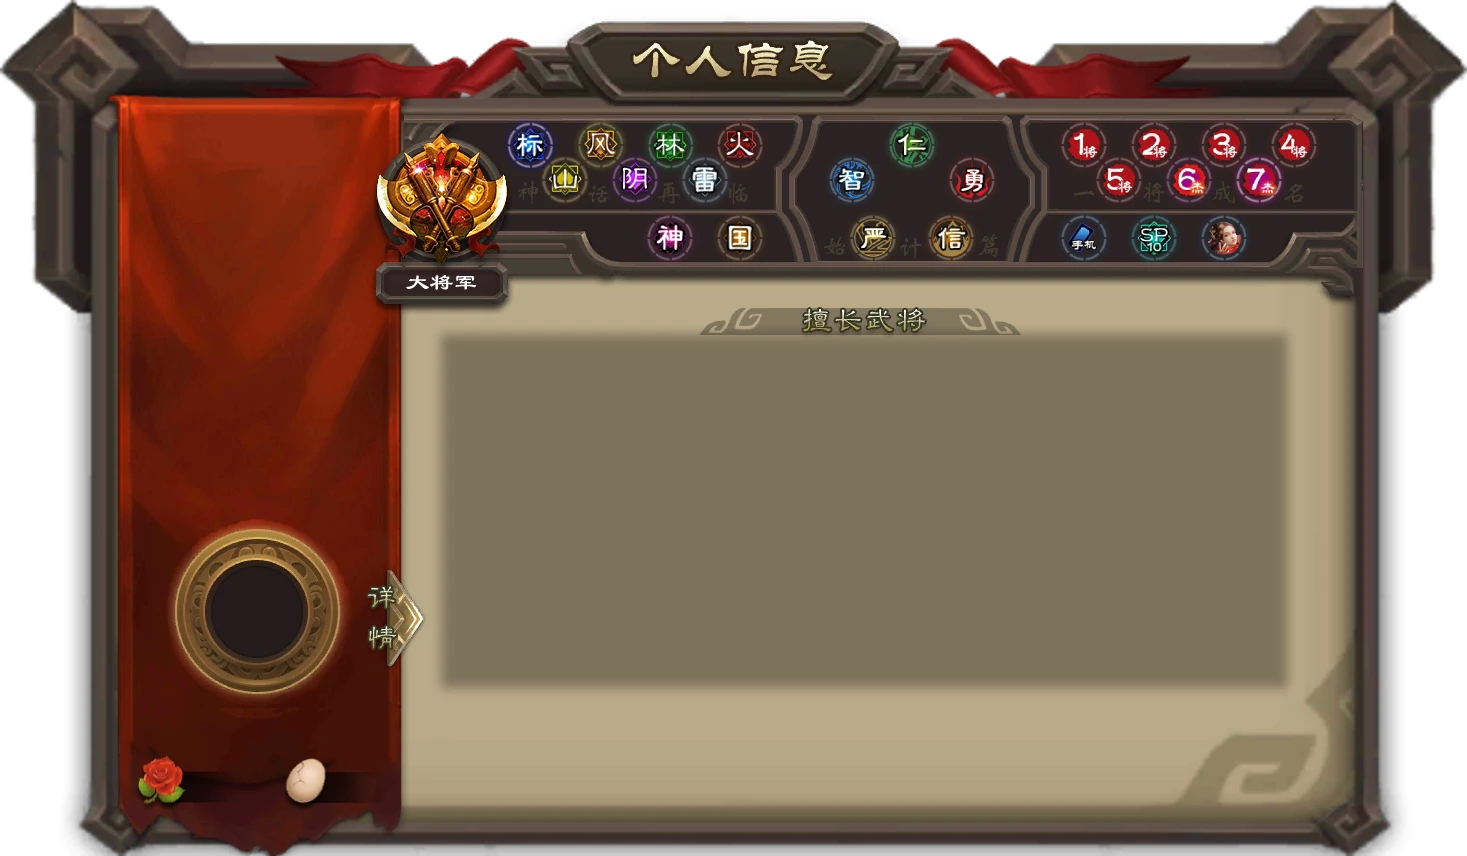 个人信息
标 风 林 火
山 阴 雷
神话再临
神 国
仁
智 勇
严 信
始计篇
1将 2将 3将 4将
5将 6杰 7杰
一将成名
手机 SP10
大将军
擅长武将
详情